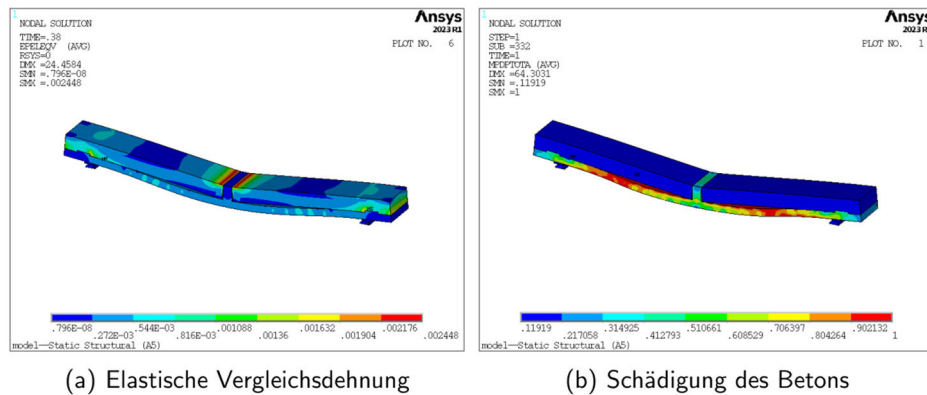 1
NODAL SOLUTION
TIME=.38
EPELEQV (AVG)
RSYS=0
DMX =24.4584
SMN =.796E-08
SMX =.002448
Ansys
2023 R1
PLOT NO. 6
.796E-08
.272E-03
.544E-03
.816E-03
.001088
.00136
.001632
.001904
.002176
.002448
model--Static Structural (A5)
(a) Elastische Vergleichsdehnung
1
NODAL SOLUTION
STEP=1
SUB =332
TIME=1
MPDPTOTA (AVG)
DMX =64.3031
SMN =.11919
SMX =1
Ansys
2023 R1
PLOT NO. 1
.11919
.217058
.314925
.412793
.510661
.608529
.706397
.804264
.902132
1
model--Static Structural (A5)
(b) Schädigung des Betons